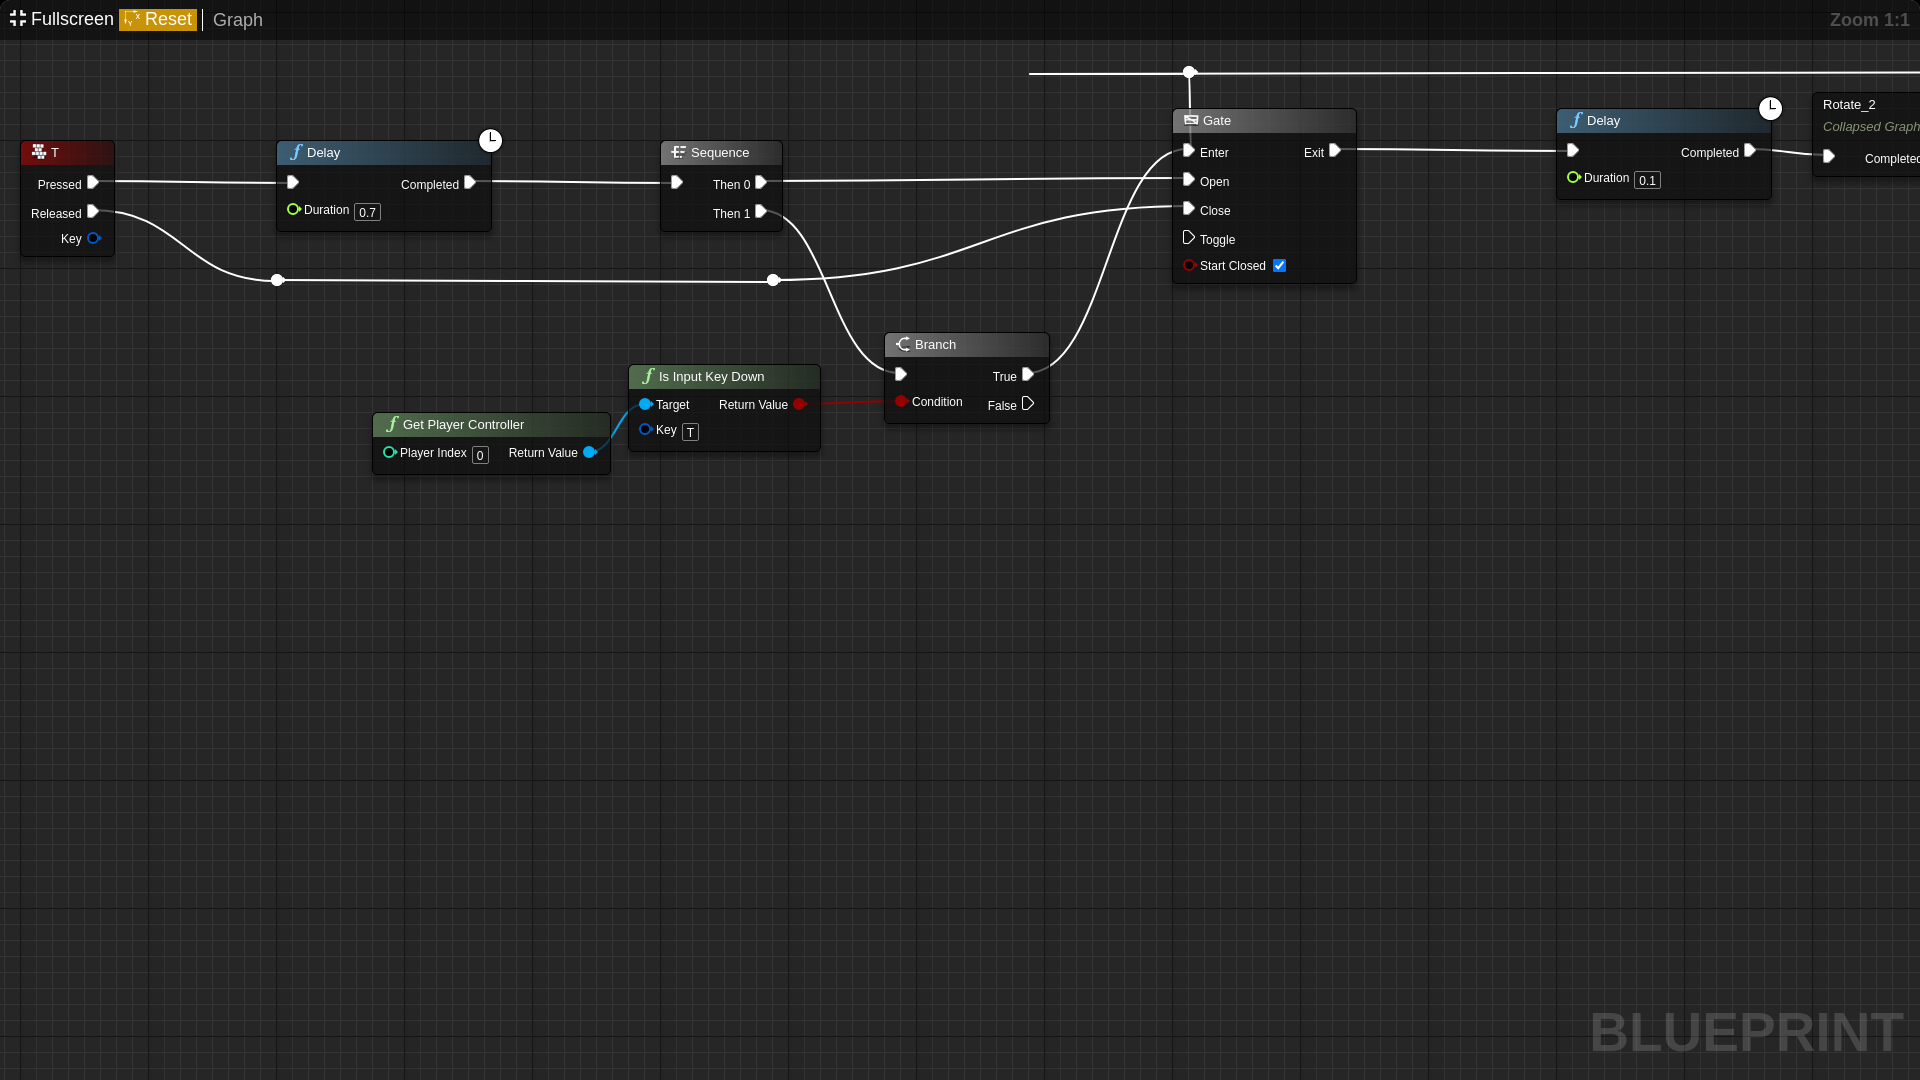 Fullscreen Reset Graph
Zoom 1:1
T
Pressed
Released
Key
Delay
Completed
Duration 0.7
Sequence
Then 0
Then 1
Gate
Enter Exit
Open
Close
Toggle
Start Closed
Delay
Completed
Duration 0.1
Rotate_2
Collapsed Graph
Completed
Branch
True
Condition False
Is Input Key Down
Target Return Value
Key T
Get Player Controller
Player Index 0 Return Value
BLUEPRINT